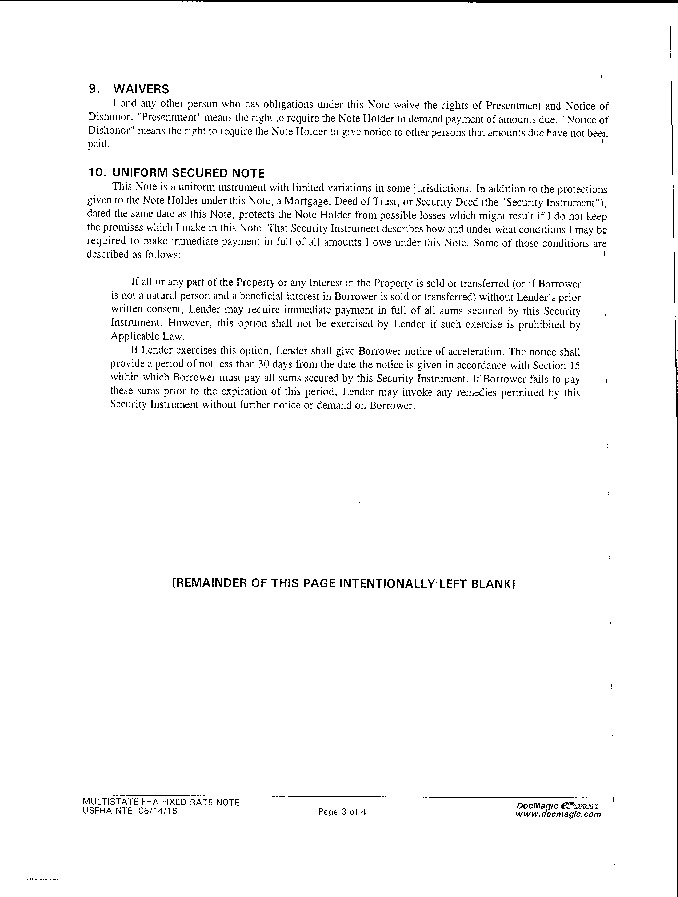 9. WAIVERS
I and any other person who has obligations under this Note waive the rights of Presentment and Notice of
Dishonor. "Presentment" means the right to require the Note Holder to demand payment of amounts due. "Notice of
Dishonor" means the right to require the Note Holder to give notice to other persons that amounts due have not been
paid.
10. UNIFORM SECURED NOTE
This Note is a uniform instrument with limited variations in some jurisdictions. In addition to the protections
given to the Note Holder under this Note, a Mortgage, Deed of Trust, or Security Deed (the "Security Instrument"),
dated the same date as this Note, protects the Note Holder from possible losses which might result if I do not keep
the promises which I make in this Note. That Security Instrument describes how and under what conditions I may be
required to make immediate payment in full of all amounts I owe under this Note. Some of those conditions are
described as follows:
If all or any part of the Property or any Interest in the Property is sold or transferred (or if Borrower
is not a natural person and a beneficial interest in Borrower is sold or transferred) without Lender's prior
written consent, Lender may require immediate payment in full of all sums secured by this Security
Instrument. However, this option shall not be exercised by Lender if such exercise is prohibited by
Applicable Law.
If Lender exercises this option, Lender shall give Borrower notice of acceleration. The notice shall
provide a period of not less than 30 days from the date the notice is given in accordance with Section 15
within which Borrower must pay all sums secured by this Security Instrument. If Borrower fails to pay
these sums prior to the expiration of this period, Lender may invoke any remedies permitted by this
Security Instrument without further notice or demand on Borrower.
[REMAINDER OF THIS PAGE INTENTIONALLY LEFT BLANK]
MULTISTATE FHA FIXED RATE NOTE
USFHA.NTE
Page 3 of 4
DocMagic
www.docmagic.com